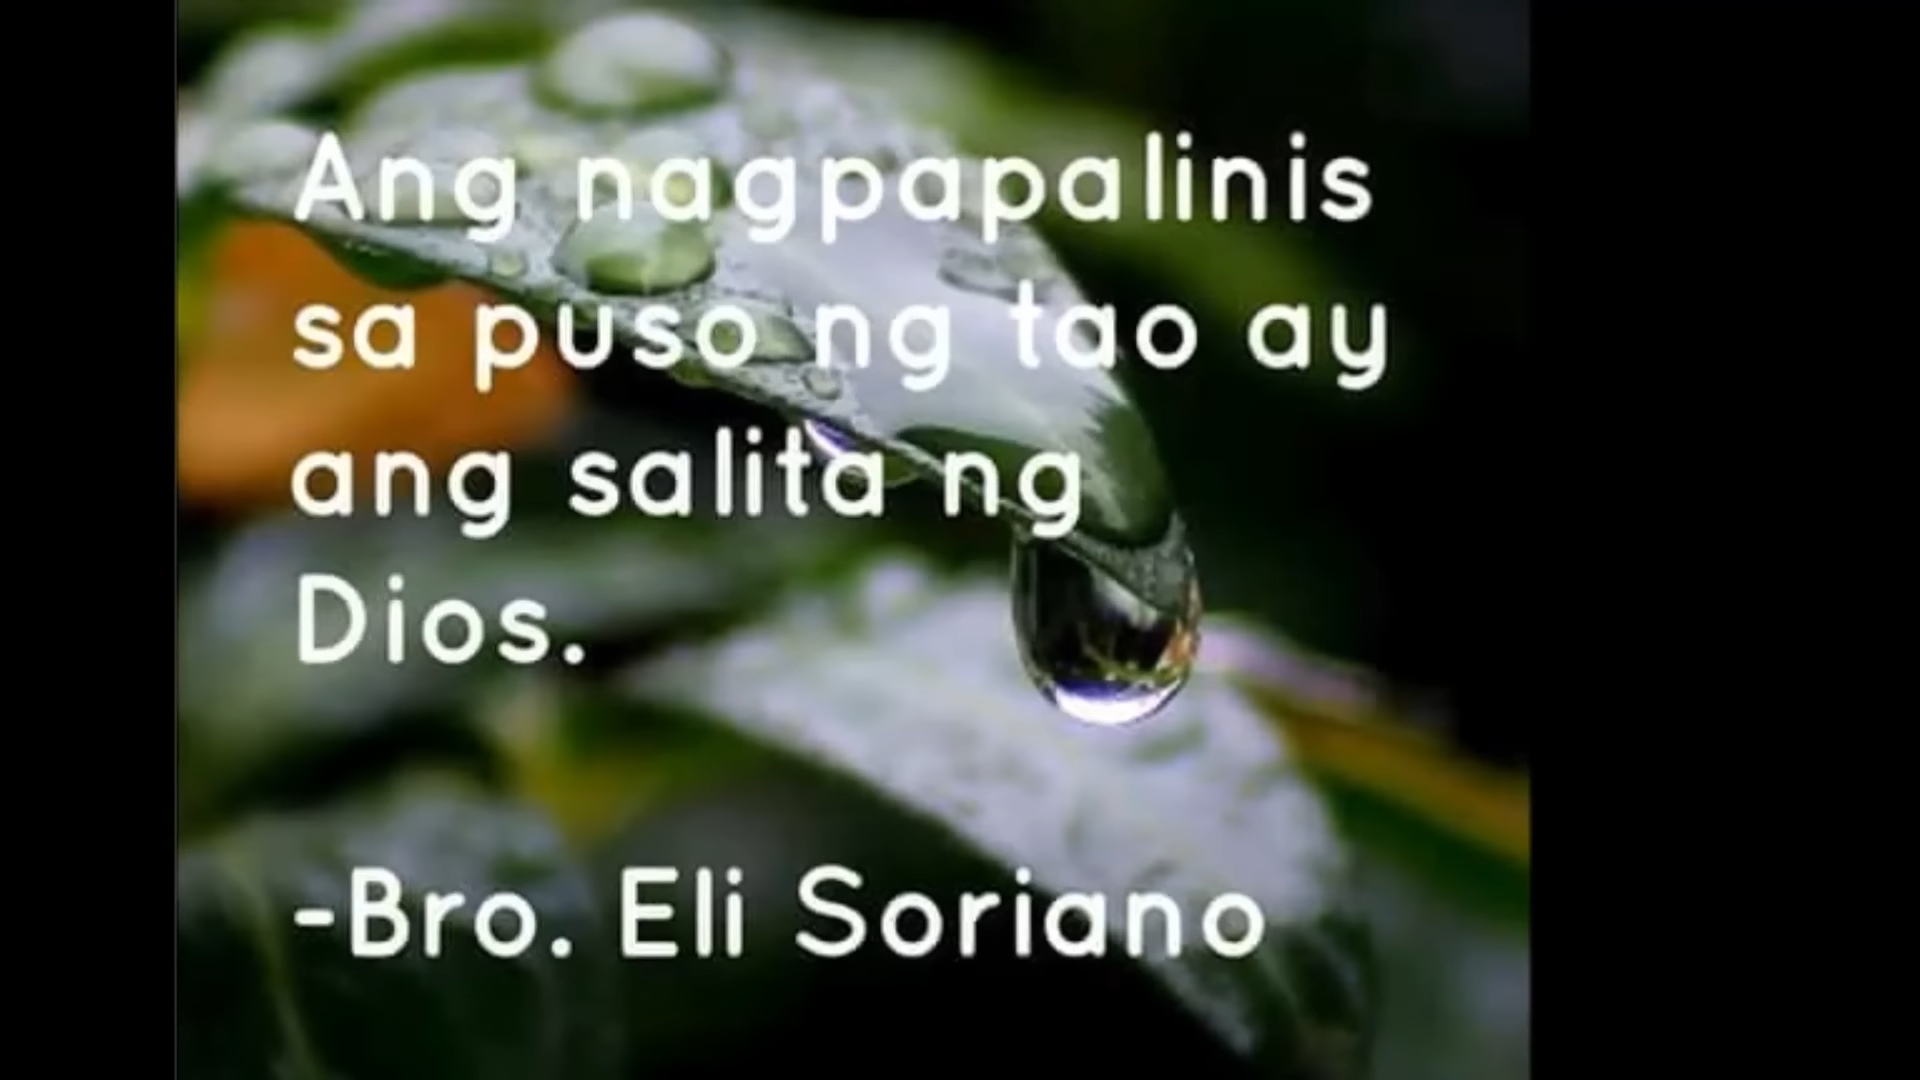 Ang nagpapalinis
sa puso ng tao ay
ang salita ng
Dios.
-Bro. Eli Soriano